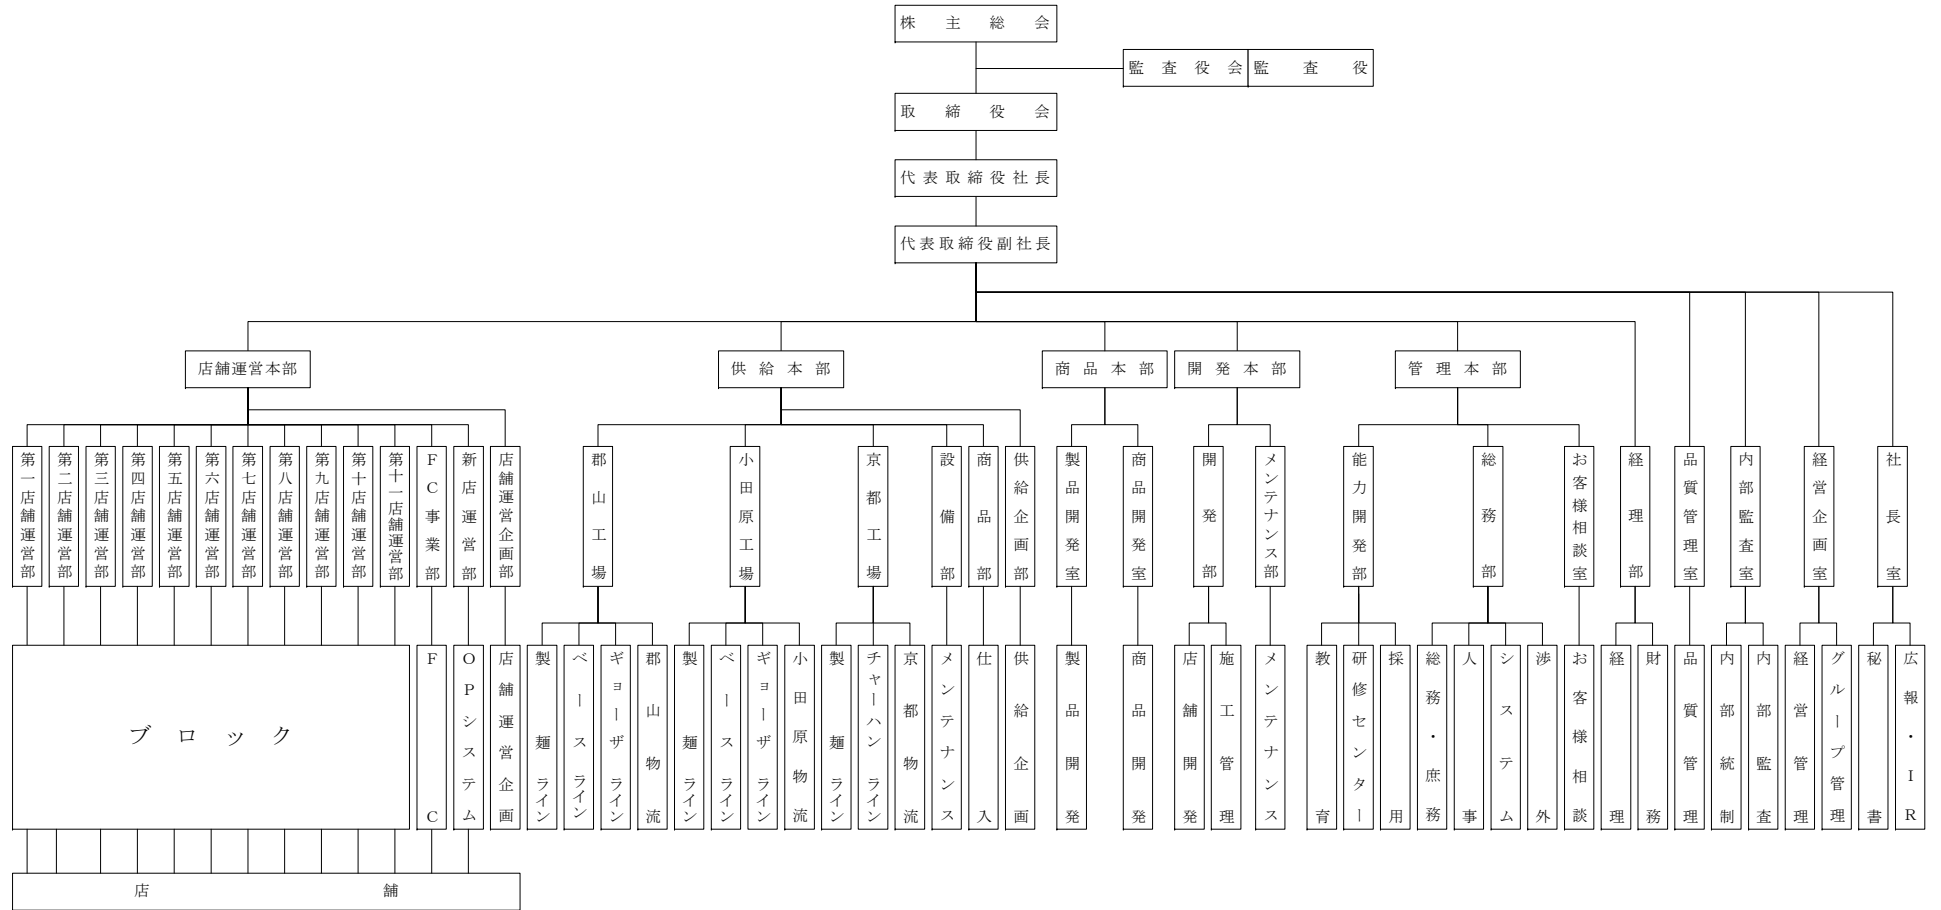 株主総会
監査役会
監査役
取締役会
代表取締役社長
代表取締役副社長
店舗運営本部
供給本部
商品本部
開発本部
管理本部
第一店舗運営部
第二店舗運営部
第三店舗運営部
第四店舗運営部
第五店舗運営部
第六店舗運営部
第七店舗運営部
第八店舗運営部
第九店舗運営部
第十店舗運営部
第十一店舗運営部
FC事業部
新店運営部
店舗運営企画部
郡山工場
小田原工場
京都工場
設備部
商品部
供給企画部
製品開発室
商品開発室
開発部
メンテナンス部
能力開発部
総務部
お客様相談室
経理部
品質管理室
内部監査室
経営企画室
社長室
ブロック
FC
OPシステム
店舗運営企画
製麺ライン
ベースライン
ギョーザライン
郡山物流
製麺ライン
ベースライン
ギョーザライン
小田原物流
製麺ライン
チャーハンライン
京都物流
メンテナンス
仕入
供給企画
製品開発
商品開発
店舗開発
施工管理
メンテナンス
教育
研修センター
採用
総務・庶務
人事
システム
渉外
お客様相談
経理
財務
品質管理
内部統制
内部監査
経営管理
グループ管理
秘書
広報・IR
店舗